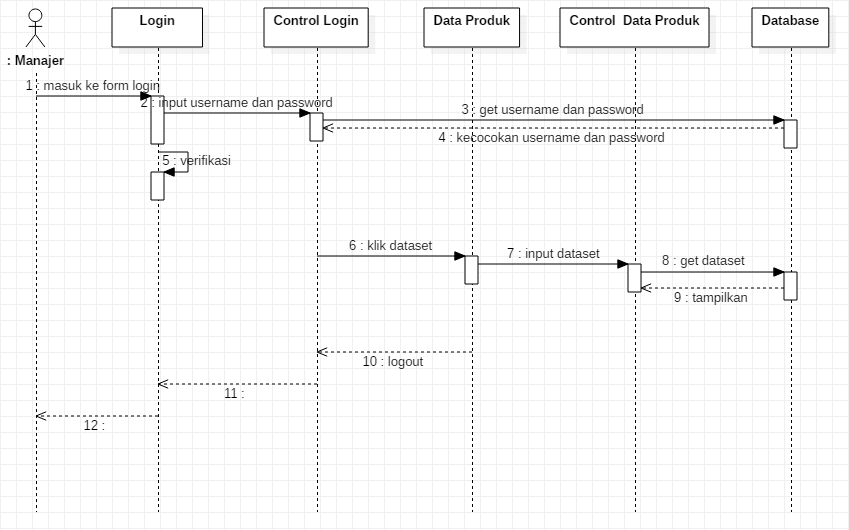 Login
Control Login
Data Produk
Control Data Produk
Database
: Manajer
1 : masuk ke form login
2 : input username dan password
3 : get username dan password
4 : kecocokan username dan password
5 : verifikasi
6 : klik dataset
7 : input dataset
8 : get dataset
9 : tampilkan
10 : logout
11 :
12 :